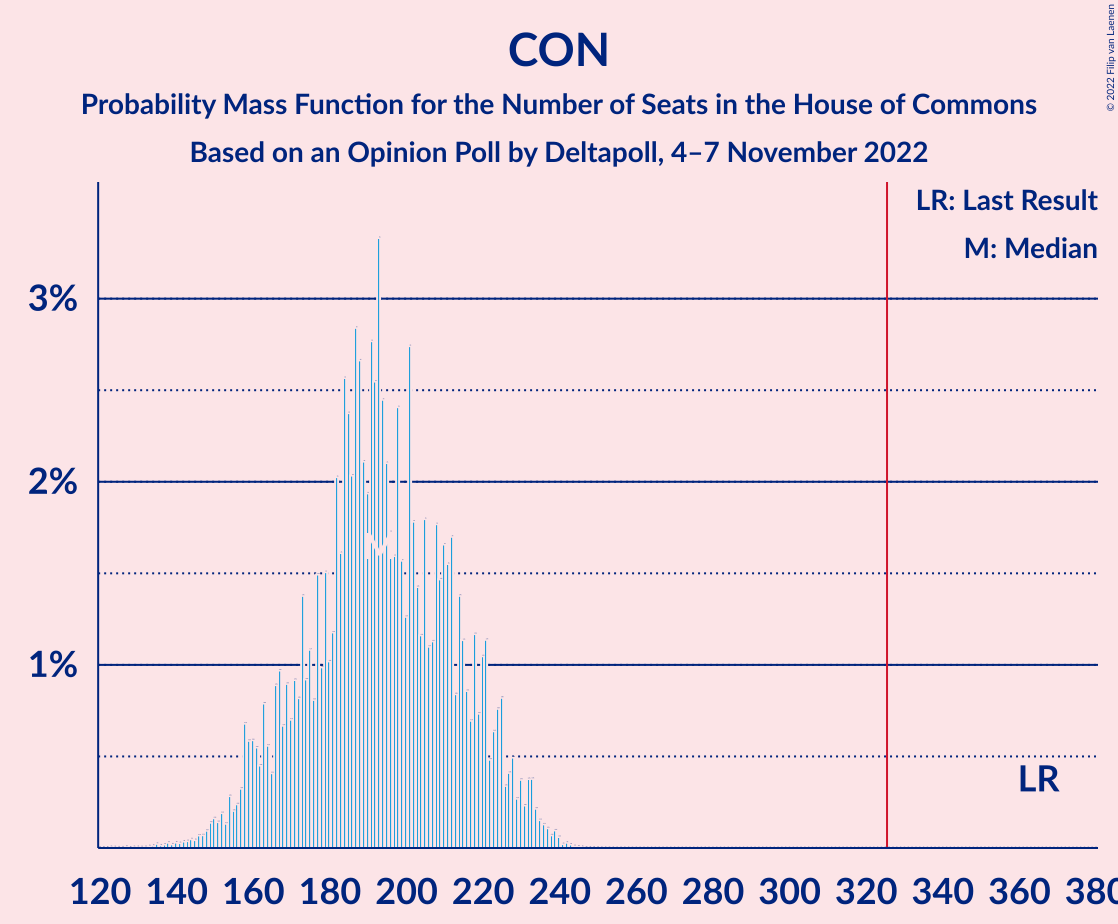 CON
Probability Mass Function for the Number of Seats in the House of Commons
Based on an Opinion Poll by Deltapoll, 4–7 November 2022
© 2022 Filip van Laenen
LR: Last Result
M: Median
3%
2%
1%
LR
120 140 160 180 200 220 240 260 280 300 320 340 360 380